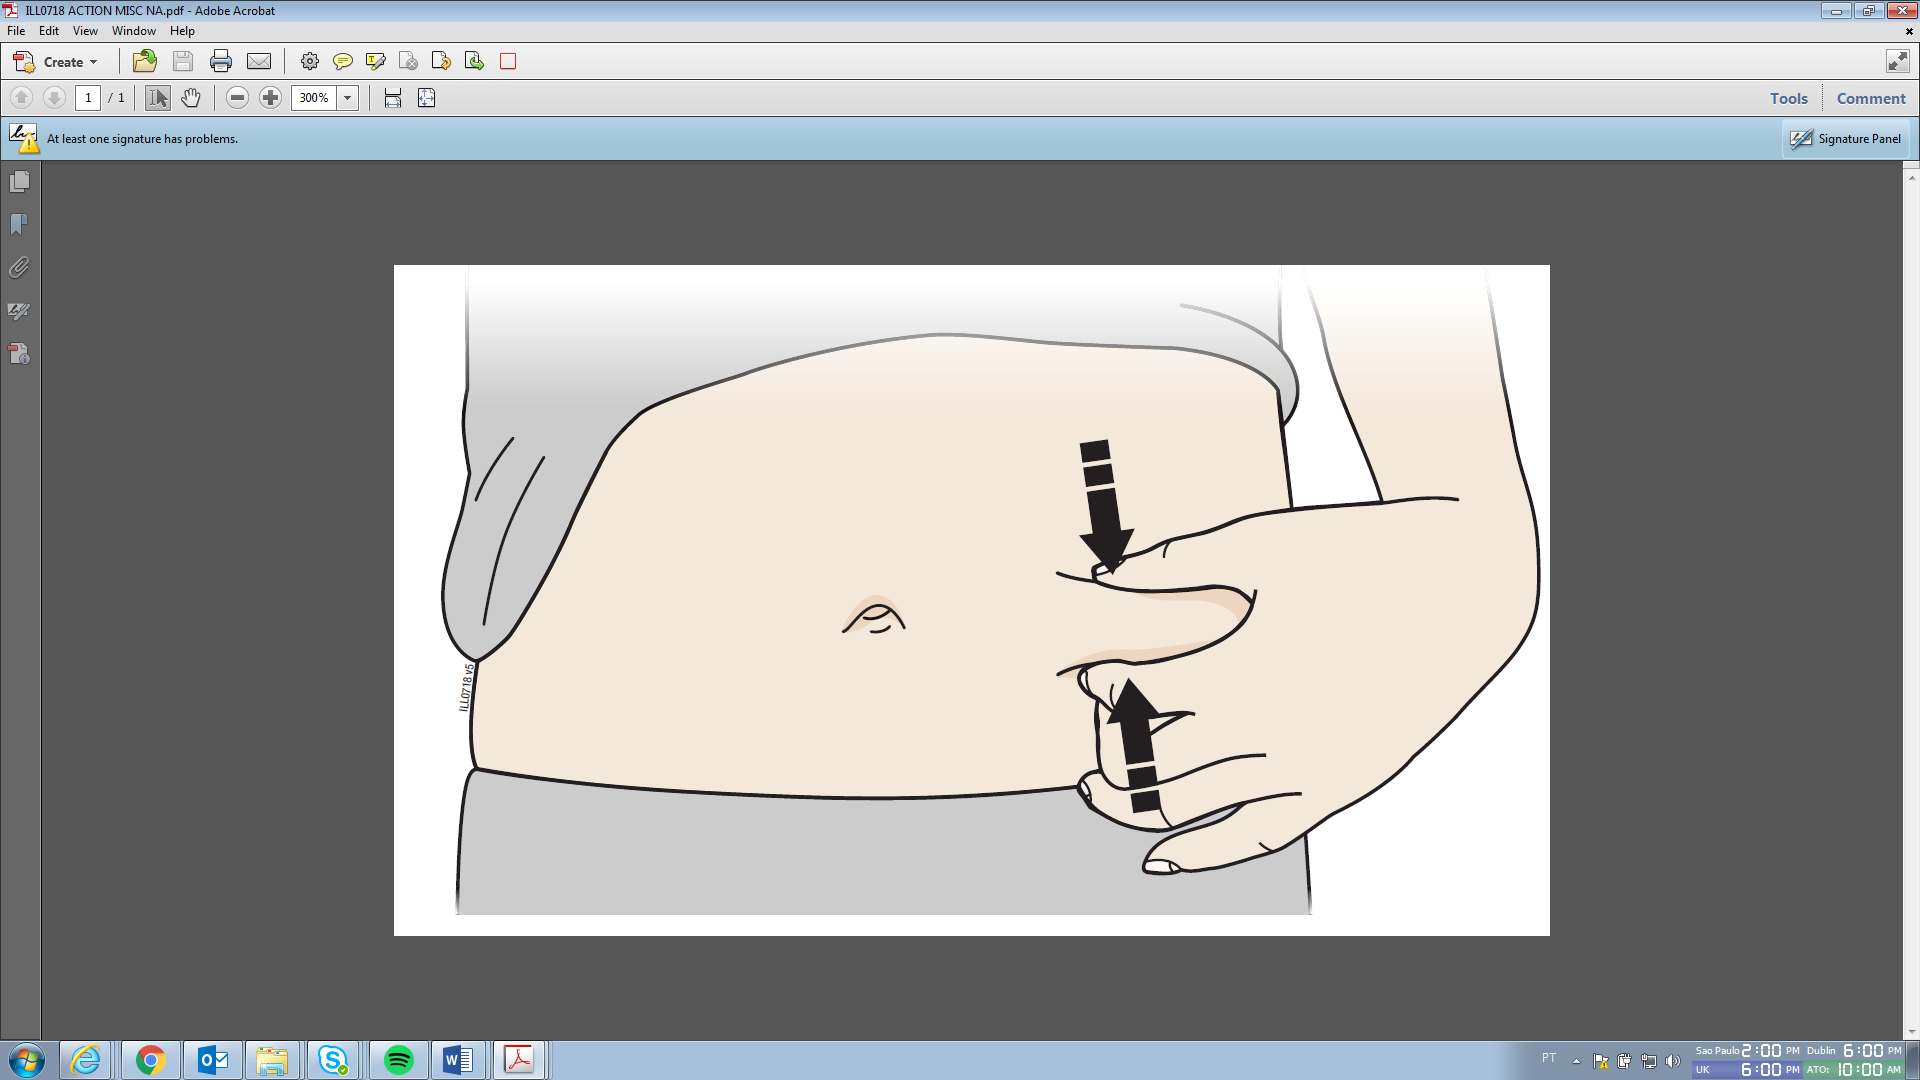 ILL0718 ACTION MISC NA.pdf - Adobe Acrobat
File Edit View Window Help
Create
1 / 1 300% Tools Comment
At least one signature has problems. Signature Panel
ILL0718 v5
PT
Sao Paulo 2:00 PM Dublin 6:00 PM
UK 6:00 PM ATO: 10:00 AM